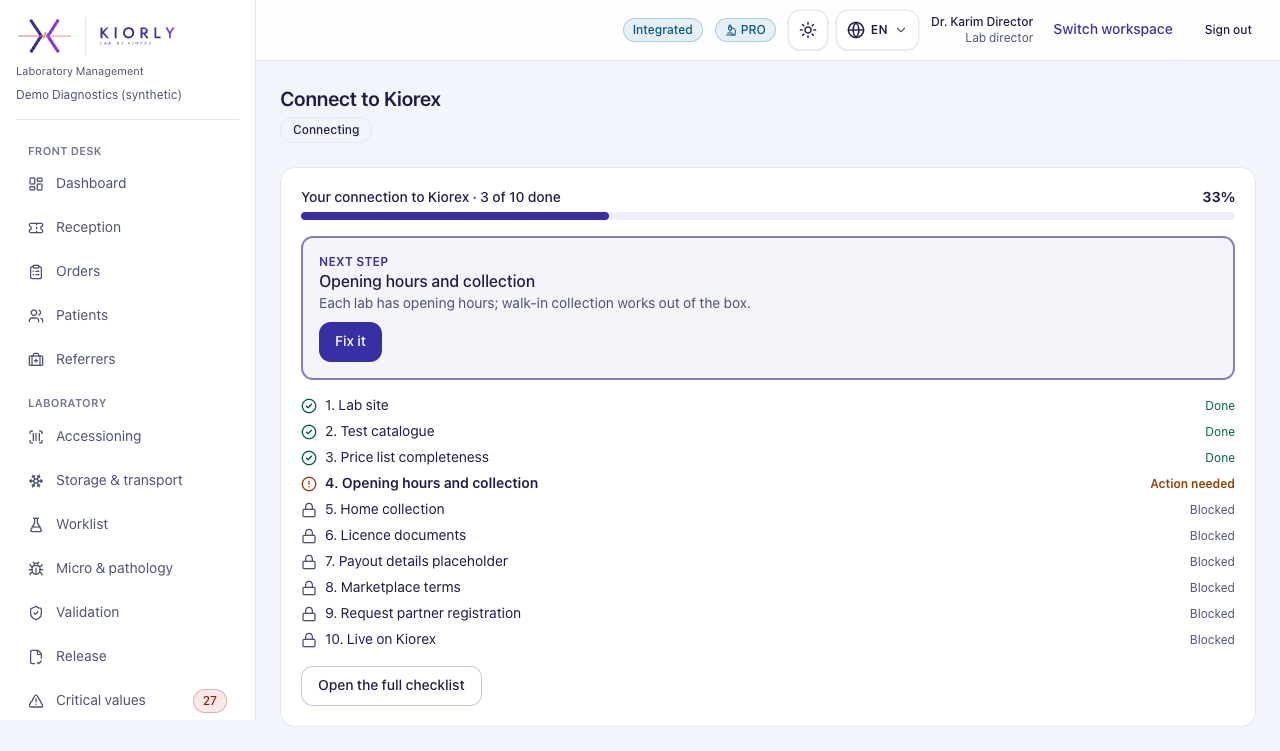 KIORLY
Laboratory Management
Demo Diagnostics (synthetic)
FRONT DESK
Dashboard
Reception
Orders
Patients
Referrers
LABORATORY
Accessioning
Storage & transport
Worklist
Micro & pathology
Validation
Release
Critical values 27
Integrated
PRO
EN
Dr. Karim Director
Lab director
Switch workspace
Sign out
Connect to Kiorex
Connecting
Your connection to Kiorex · 3 of 10 done 33%
NEXT STEP
Opening hours and collection
Each lab has opening hours; walk-in collection works out of the box.
Fix it
1. Lab site Done
2. Test catalogue Done
3. Price list completeness Done
4. Opening hours and collection Action needed
5. Home collection Blocked
6. Licence documents Blocked
7. Payout details placeholder Blocked
8. Marketplace terms Blocked
9. Request partner registration Blocked
10. Live on Kiorex Blocked
Open the full checklist